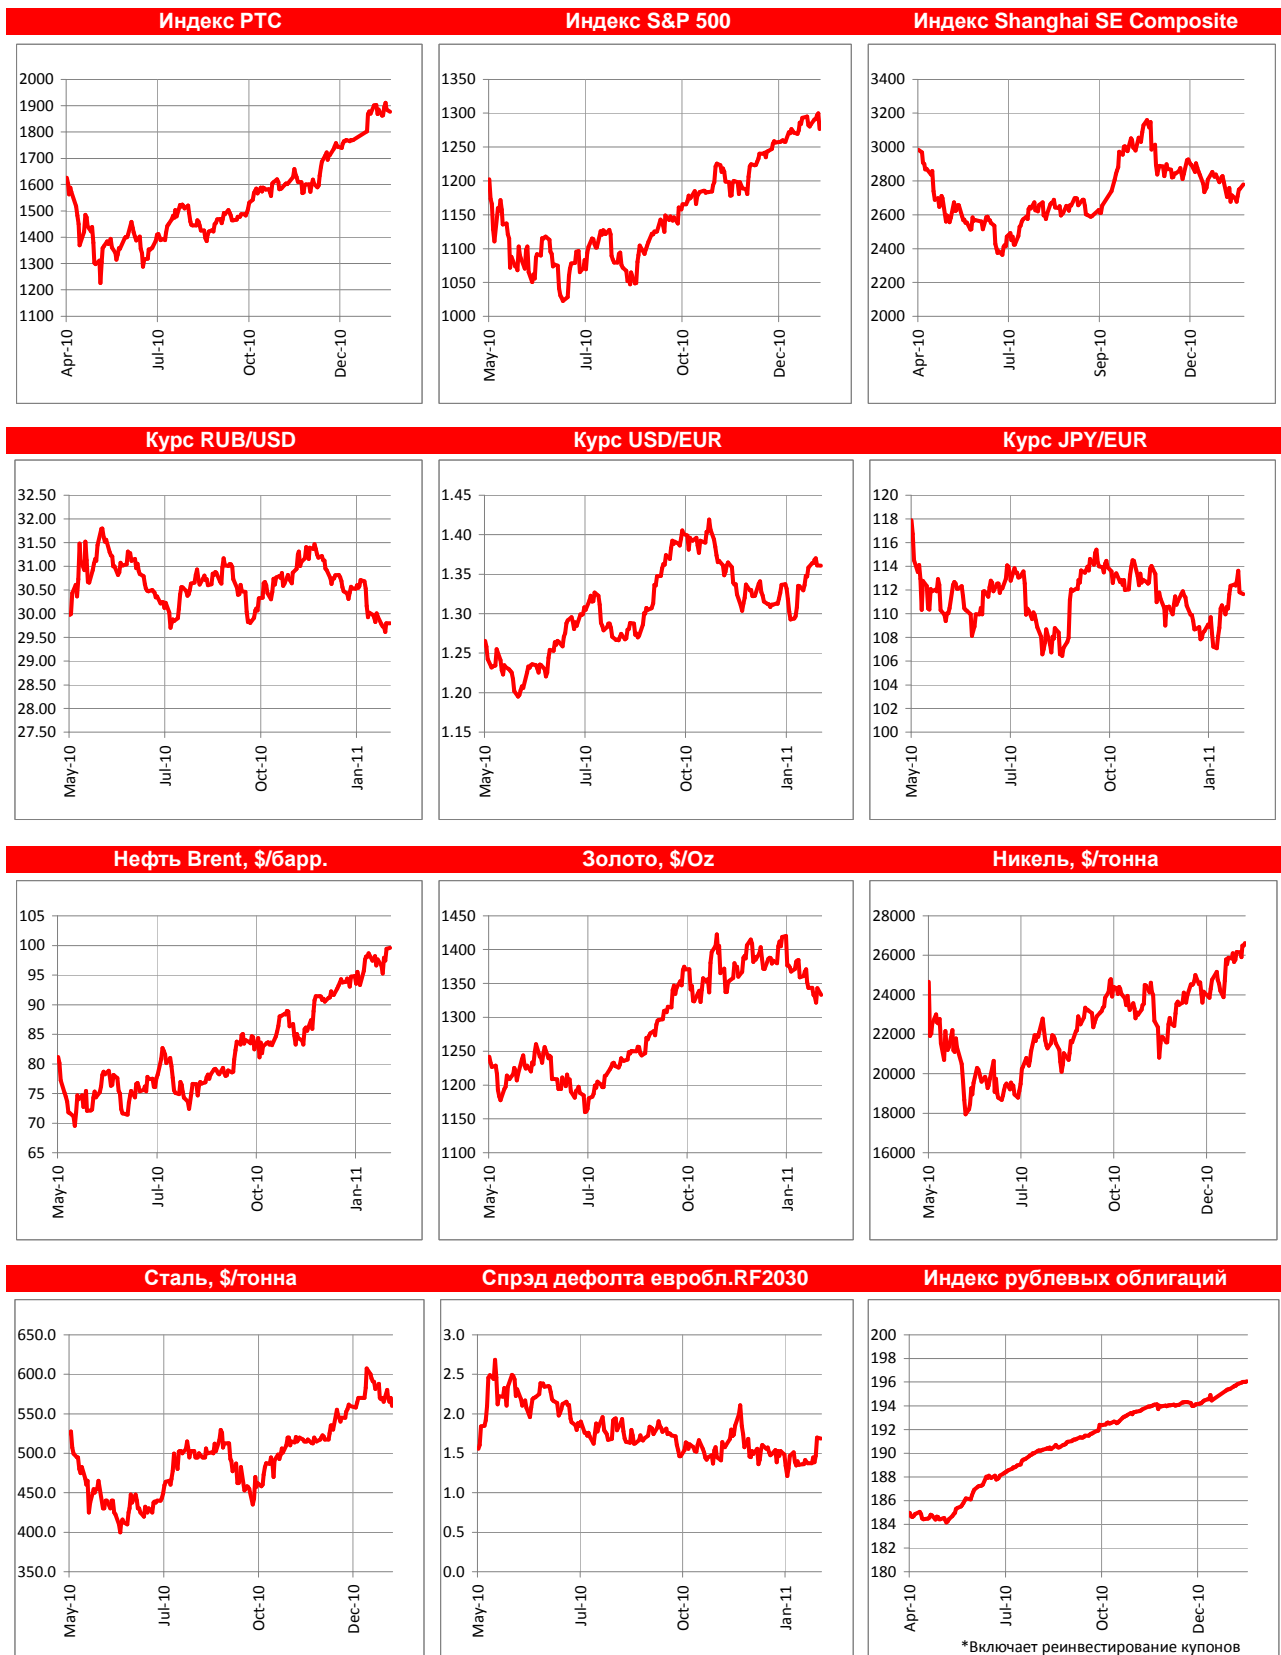 Индекс РТС
2000
1900
1800
1700
1600
1500
1400
1300
1200
1100
Apr-10
Jul-10
Oct-10
Dec-10
Индекс S&P 500
1350
1300
1250
1200
1150
1100
1050
1000
May-10
Jul-10
Oct-10
Dec-10
Индекс Shanghai SE Composite
3400
3200
3000
2800
2600
2400
2200
2000
Apr-10
Jul-10
Sep-10
Dec-10
Курс RUB/USD
32.50
32.00
31.50
31.00
30.50
30.00
29.50
29.00
28.50
28.00
27.50
May-10
Jul-10
Oct-10
Jan-11
Курс USD/EUR
1.45
1.40
1.35
1.30
1.25
1.20
1.15
May-10
Jul-10
Oct-10
Jan-11
Курс JPY/EUR
120
118
116
114
112
110
108
106
104
102
100
May-10
Jul-10
Oct-10
Jan-11
Нефть Brent, $/барр.
105
100
95
90
85
80
75
70
65
May-10
Jul-10
Oct-10
Jan-11
Золото, $/Oz
1450
1400
1350
1300
1250
1200
1150
1100
May-10
Jul-10
Oct-10
Jan-11
Никель, $/тонна
28000
26000
24000
22000
20000
18000
16000
May-10
Jul-10
Oct-10
Dec-10
Сталь, $/тонна
650.0
600.0
550.0
500.0
450.0
400.0
350.0
May-10
Jul-10
Oct-10
Dec-10
Спрэд дефолта евробл.RF2030
3.0
2.5
2.0
1.5
1.0
0.5
0.0
May-10
Jul-10
Oct-10
Jan-11
Индекс рублевых облигаций
200
198
196
194
192
190
188
186
184
182
180
Apr-10
Jul-10
Oct-10
Dec-10
*Включает реинвестирование купонов